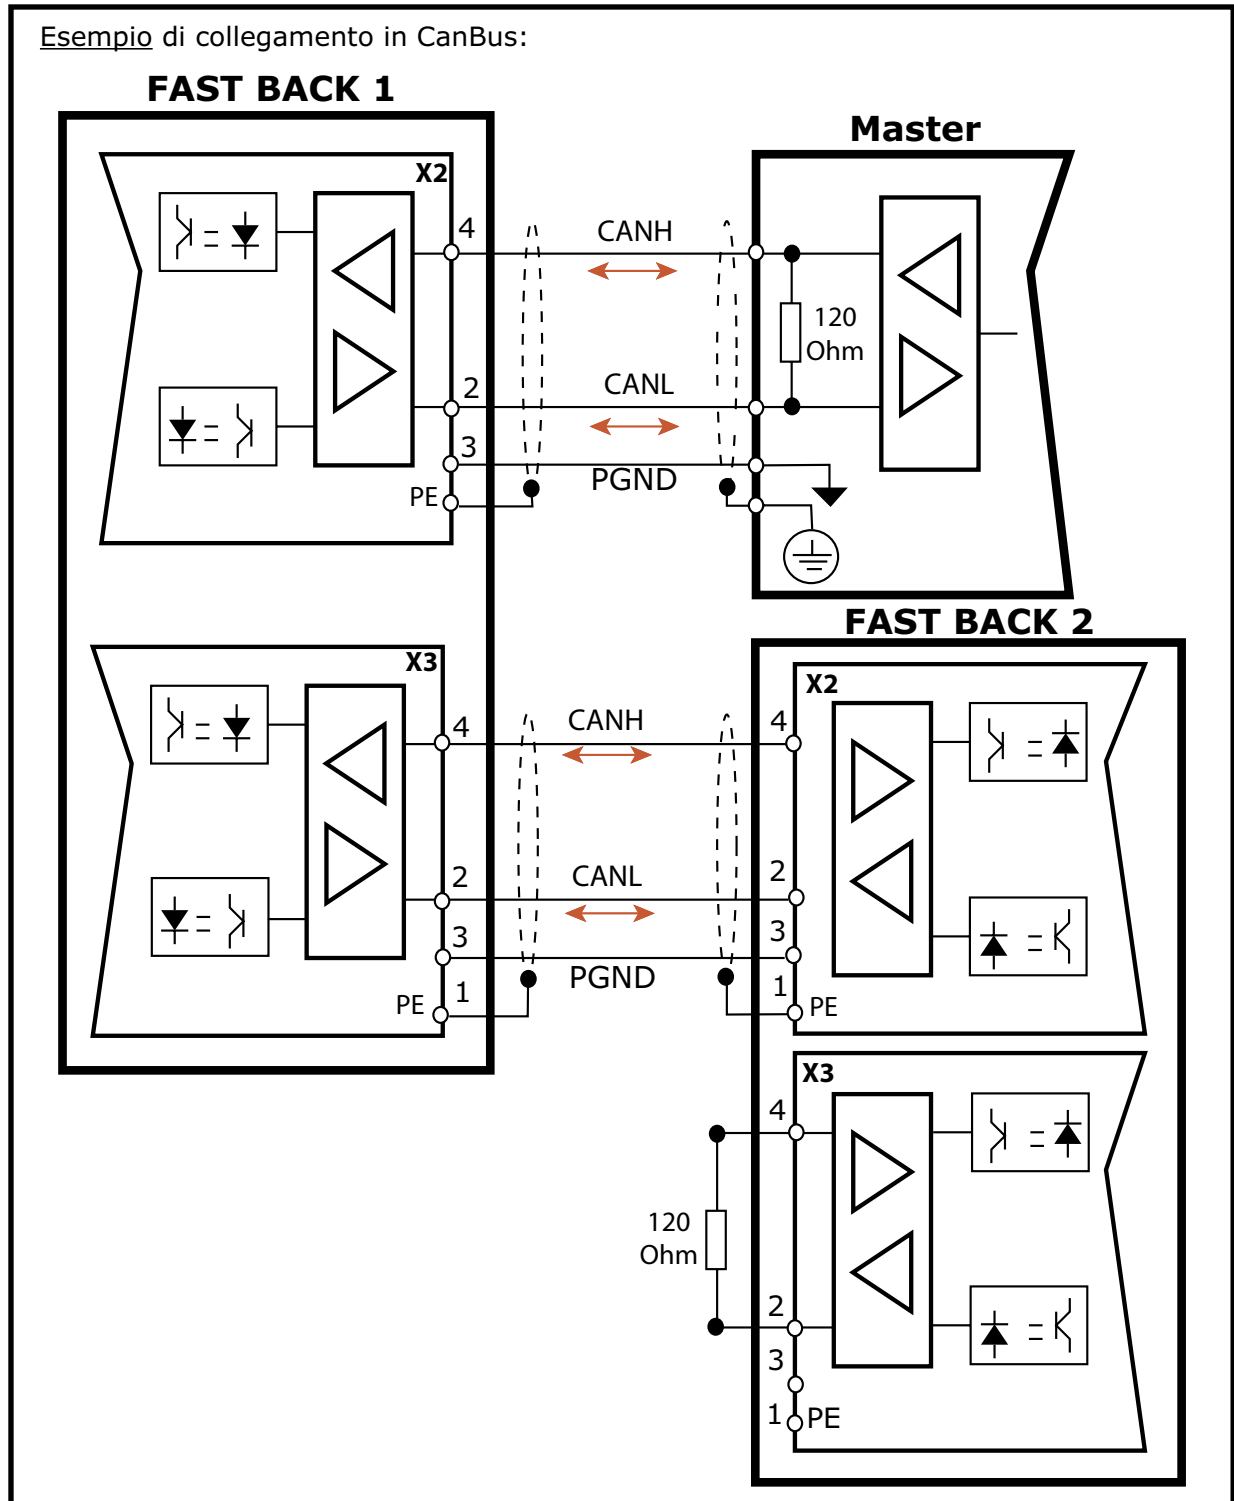 Esempio di collegamento in CanBus:
FAST BACK 1
Master
X2
4
CANH
120
Ohm
2
CANL
3
PGND
PE
FAST BACK 2
X3
4
CANH
4
X2
2
CANL
2
3
PGND
3
PE
1
1
PE
X3
4
120
Ohm
2
3
1
PE